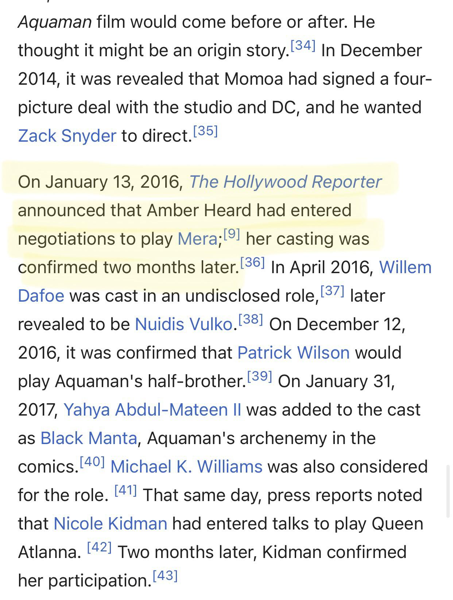 Aquaman film would come before or after. He
thought it might be an origin story.[34] In December
2014, it was revealed that Momoa had signed a four-
picture deal with the studio and DC, and he wanted
Zack Snyder to direct.[35]
On January 13, 2016, The Hollywood Reporter
announced that Amber Heard had entered
negotiations to play Mera;[9] her casting was
confirmed two months later.[36] In April 2016, Willem
Dafoe was cast in an undisclosed role,[37] later
revealed to be Nuidis Vulko.[38] On December 12,
2016, it was confirmed that Patrick Wilson would
play Aquaman's half-brother.[39] On January 31,
2017, Yahya Abdul-Mateen II was added to the cast
as Black Manta, Aquaman's archenemy in the
comics.[40] Michael K. Williams was also considered
for the role. [41] That same day, press reports noted
that Nicole Kidman had entered talks to play Queen
Atlanna. [42] Two months later, Kidman confirmed
her participation.[43]